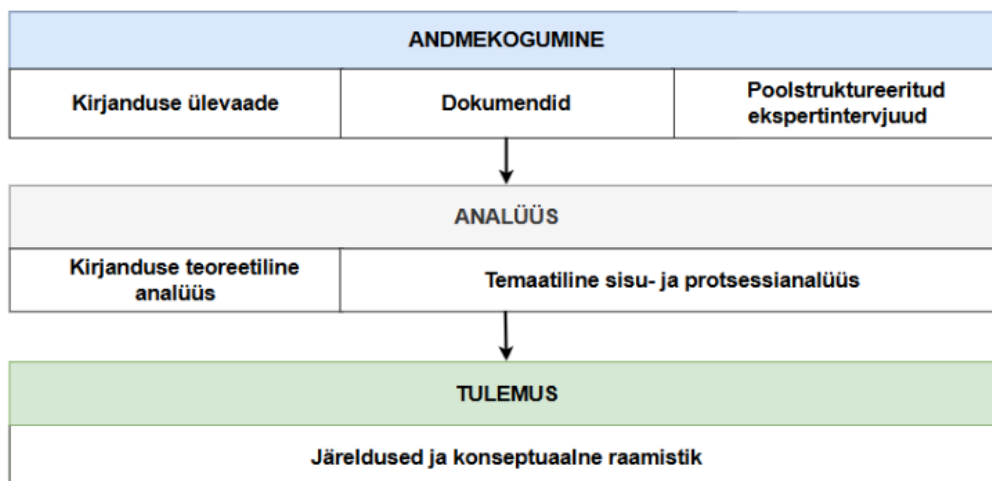 ANDMEKOGUMINE
Kirjanduse ülevaade
Dokumendid
Poolstruktureeritud
ekspertintervjuud
ANALÜÜS
Kirjanduse teoreetiline
analüüs
Temaatiline sisu- ja protsessianalüüs
TULEMUS
Järeldused ja konseptuaalne raamistik